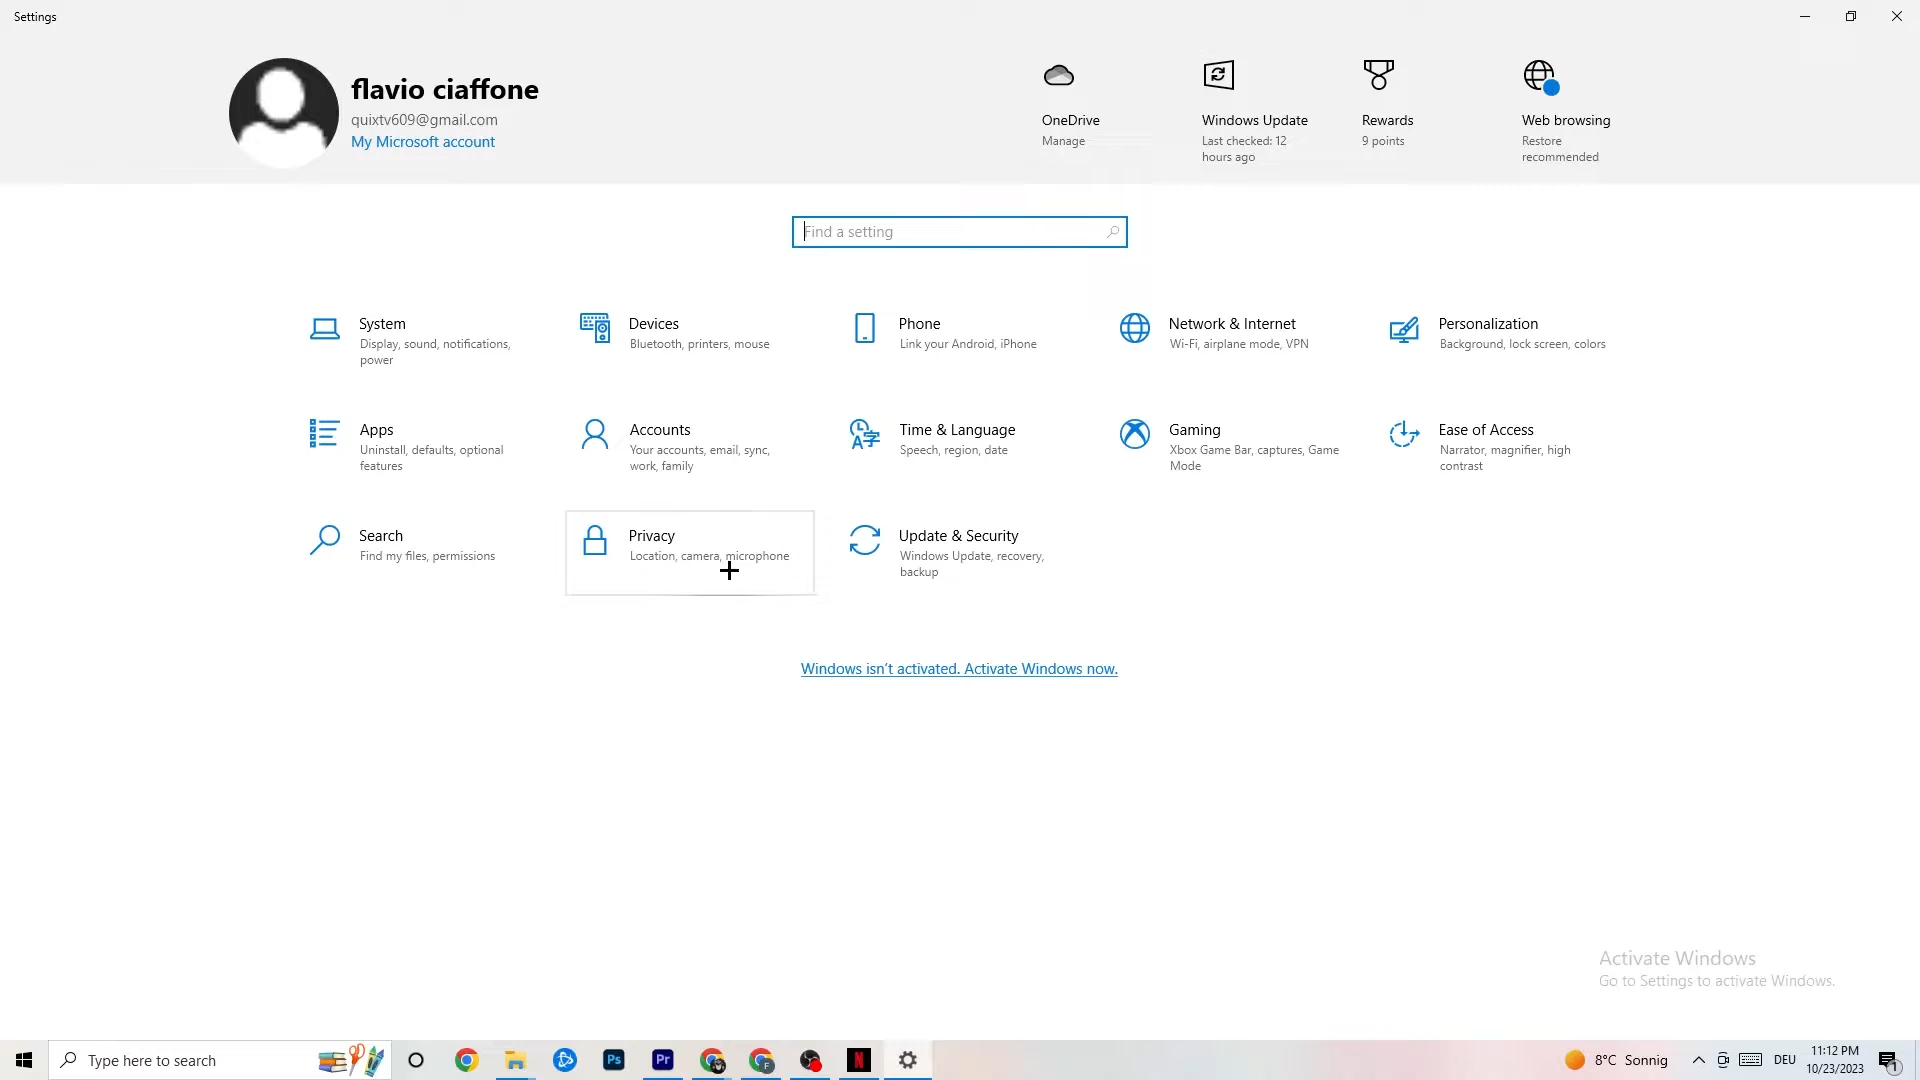 Settings
flavio ciaffone
quixtv609@gmail.com
My Microsoft account
OneDrive
Manage
Windows Update
Last checked: 12
hours ago
Rewards
9 points
Web browsing
Restore
recommended
Find a setting
System
Display, sound, notifications,
power
Devices
Bluetooth, printers, mouse
Phone
Link your Android, iPhone
Network & Internet
Wi-Fi, airplane mode, VPN
Personalization
Background, lock screen, colors
Apps
Uninstall, defaults, optional
features
Accounts
Your accounts, email, sync,
work, family
Time & Language
Speech, region, date
Gaming
Xbox Game Bar, captures, Game
Mode
Ease of Access
Narrator, magnifier, high
contrast
Search
Find my files, permissions
Privacy
Location, camera, microphone
Update & Security
Windows Update, recovery,
backup
Windows isn't activated. Activate Windows now.
Activate Windows
Go to Settings to activate Windows.
Type here to search
Ps
Pr
F
N
8°C Sonnig
DEU
11:12 PM
10/23/2023
1